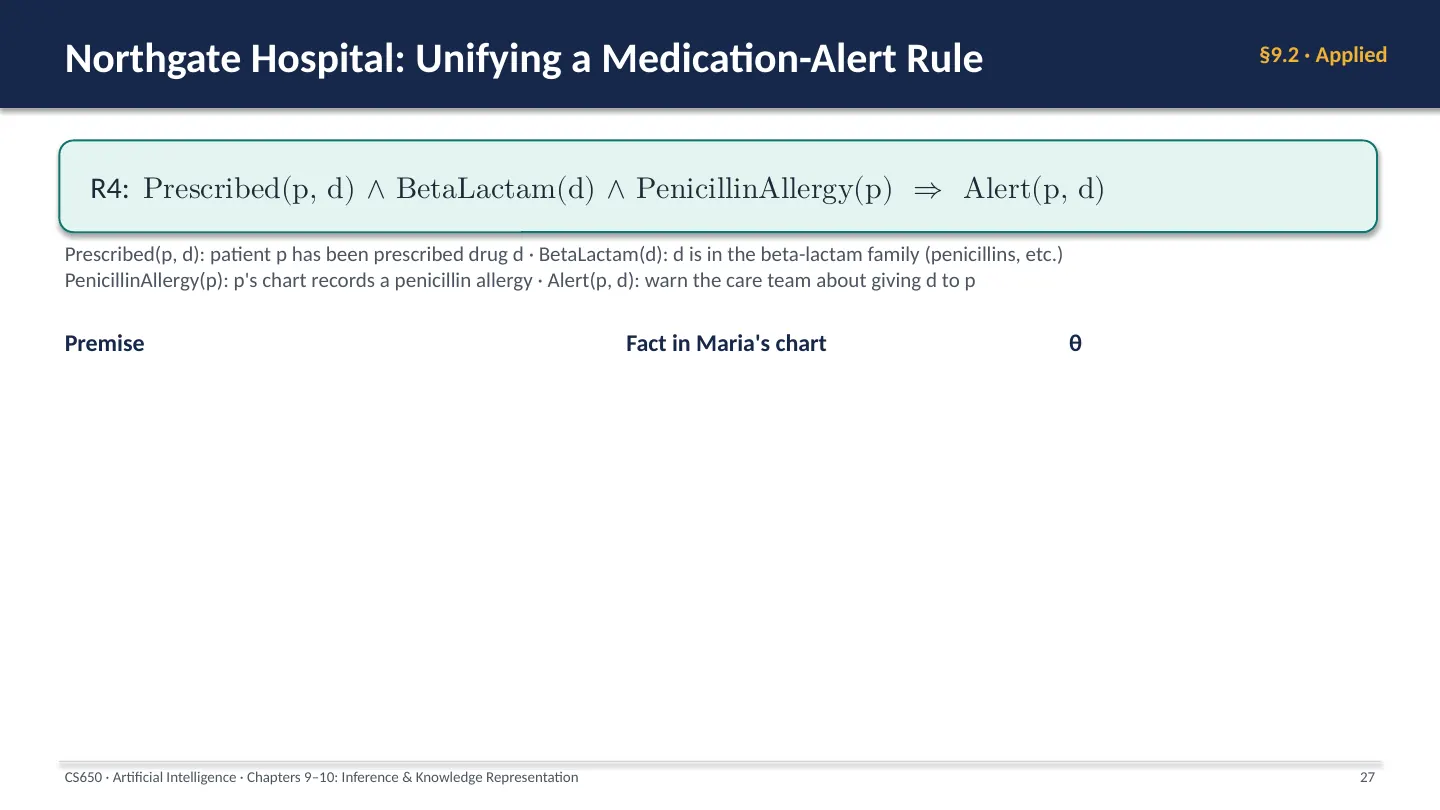 Northgate Hospital: Unifying a Medication-Alert Rule
§9.2 · Applied
R4: Prescribed(p, d) ∧ BetaLactam(d) ∧ PenicillinAllergy(p) ⇒ Alert(p, d)
Prescribed(p, d): patient p has been prescribed drug d · BetaLactam(d): d is in the beta-lactam family (penicillins, etc.)
PenicillinAllergy(p): p's chart records a penicillin allergy · Alert(p, d): warn the care team about giving d to p
Premise Fact in Maria's chart θ
CS650 · Artificial Intelligence · Chapters 9–10: Inference & Knowledge Representation 27